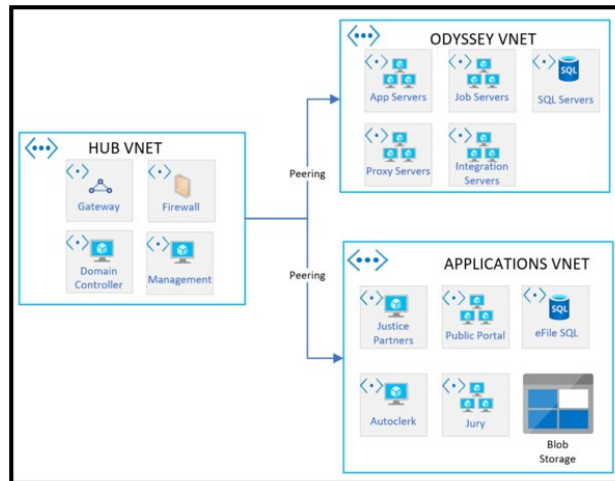 ODYSSEY VNET
App Servers
Job Servers
SQL
SQL Servers
Proxy Servers
Integration
Servers
HUB VNET
Gateway
Firewall
Domain
Controller
Management
Peering
Peering
APPLICATIONS VNET
Justice
Partners
Public Portal
SQL
eFile SQL
Autoclerk
Jury
Blob
Storage